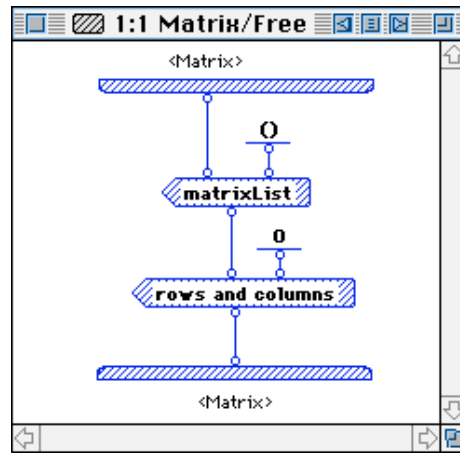 1:1 Matrix/Free
<Matrix>
()
matrixList
0
rows and columns
<Matrix>